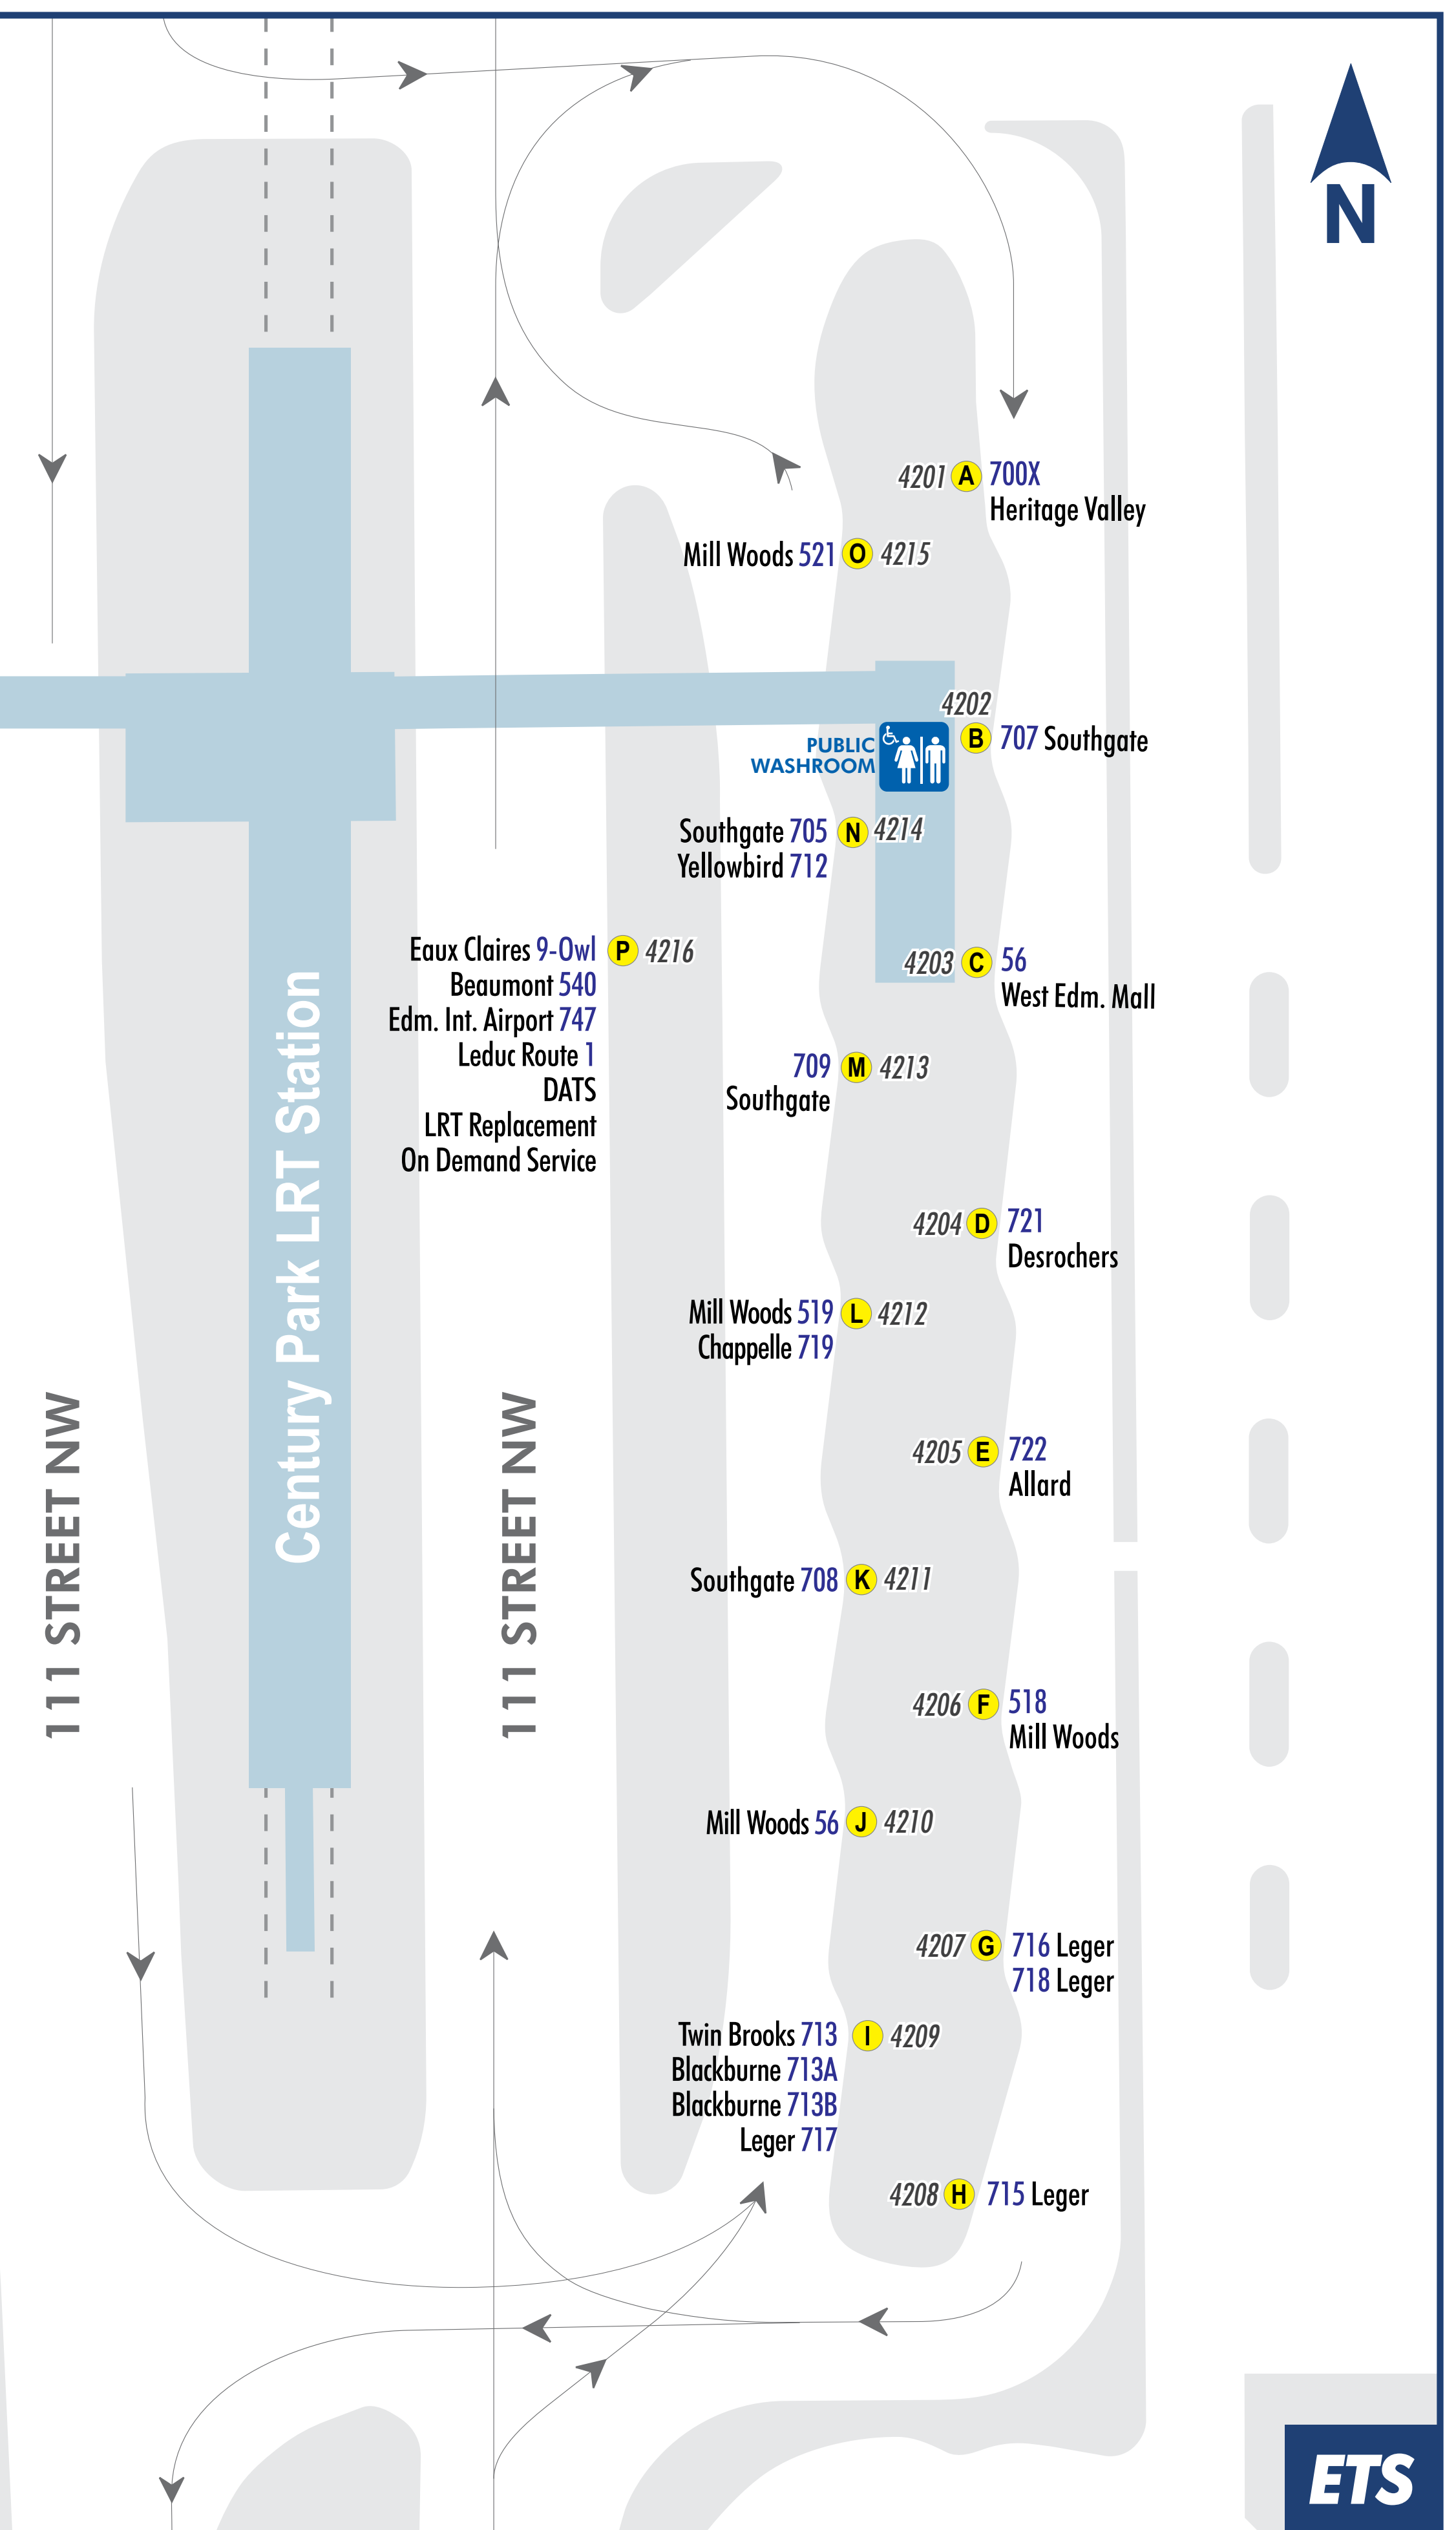 N
4201 A 700X
Heritage Valley
Mill Woods 521 O 4215
4202
B 707 Southgate
PUBLIC
WASHROOM
Southgate 705 N 4214
Yellowbird 712
Eaux Claires 9-Owl P 4216
Beaumont 540
Edm. Int. Airport 747
Leduc Route 1
DATS
LRT Replacement
On Demand Service
4203 C 56
West Edm. Mall
709 M 4213
Southgate
4204 D 721
Desrochers
Mill Woods 519 L 4212
Chappelle 719
Century Park LRT Station
111 STREET NW
111 STREET NW
4205 E 722
Allard
Southgate 708 K 4211
4206 F 518
Mill Woods
Mill Woods 56 J 4210
4207 G 716 Leger
718 Leger
Twin Brooks 713 I 4209
Blackburne 713A
Blackburne 713B
Leger 717
4208 H 715 Leger
ETS